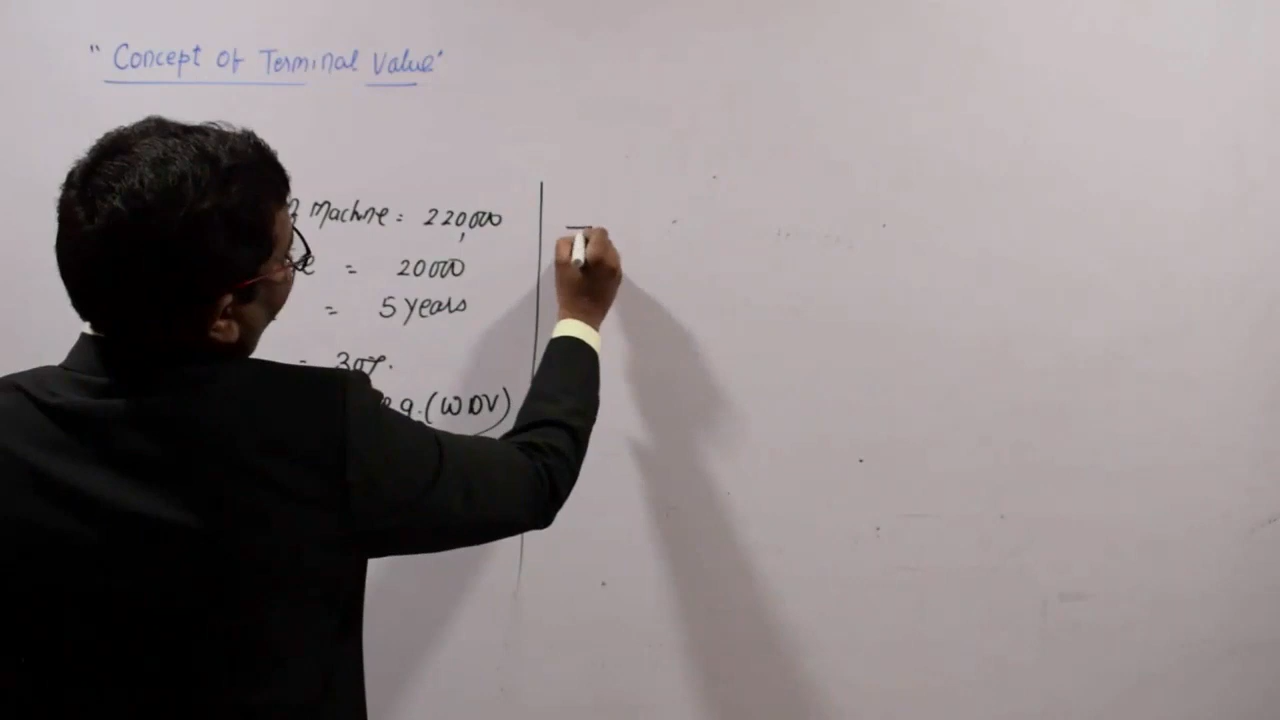 "Concept of Terminal Value"
Machine = 220,000
= 20000
= 5 years
= 30%.
(WDV)